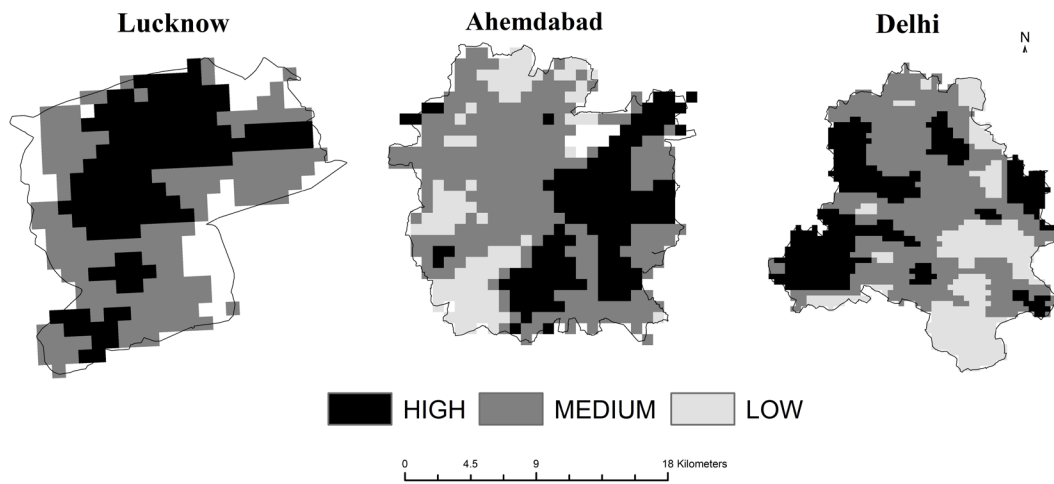 Lucknow
Ahemdabad
Delhi
N
HIGH
MEDIUM
LOW
0 4.5 9 18 Kilometers